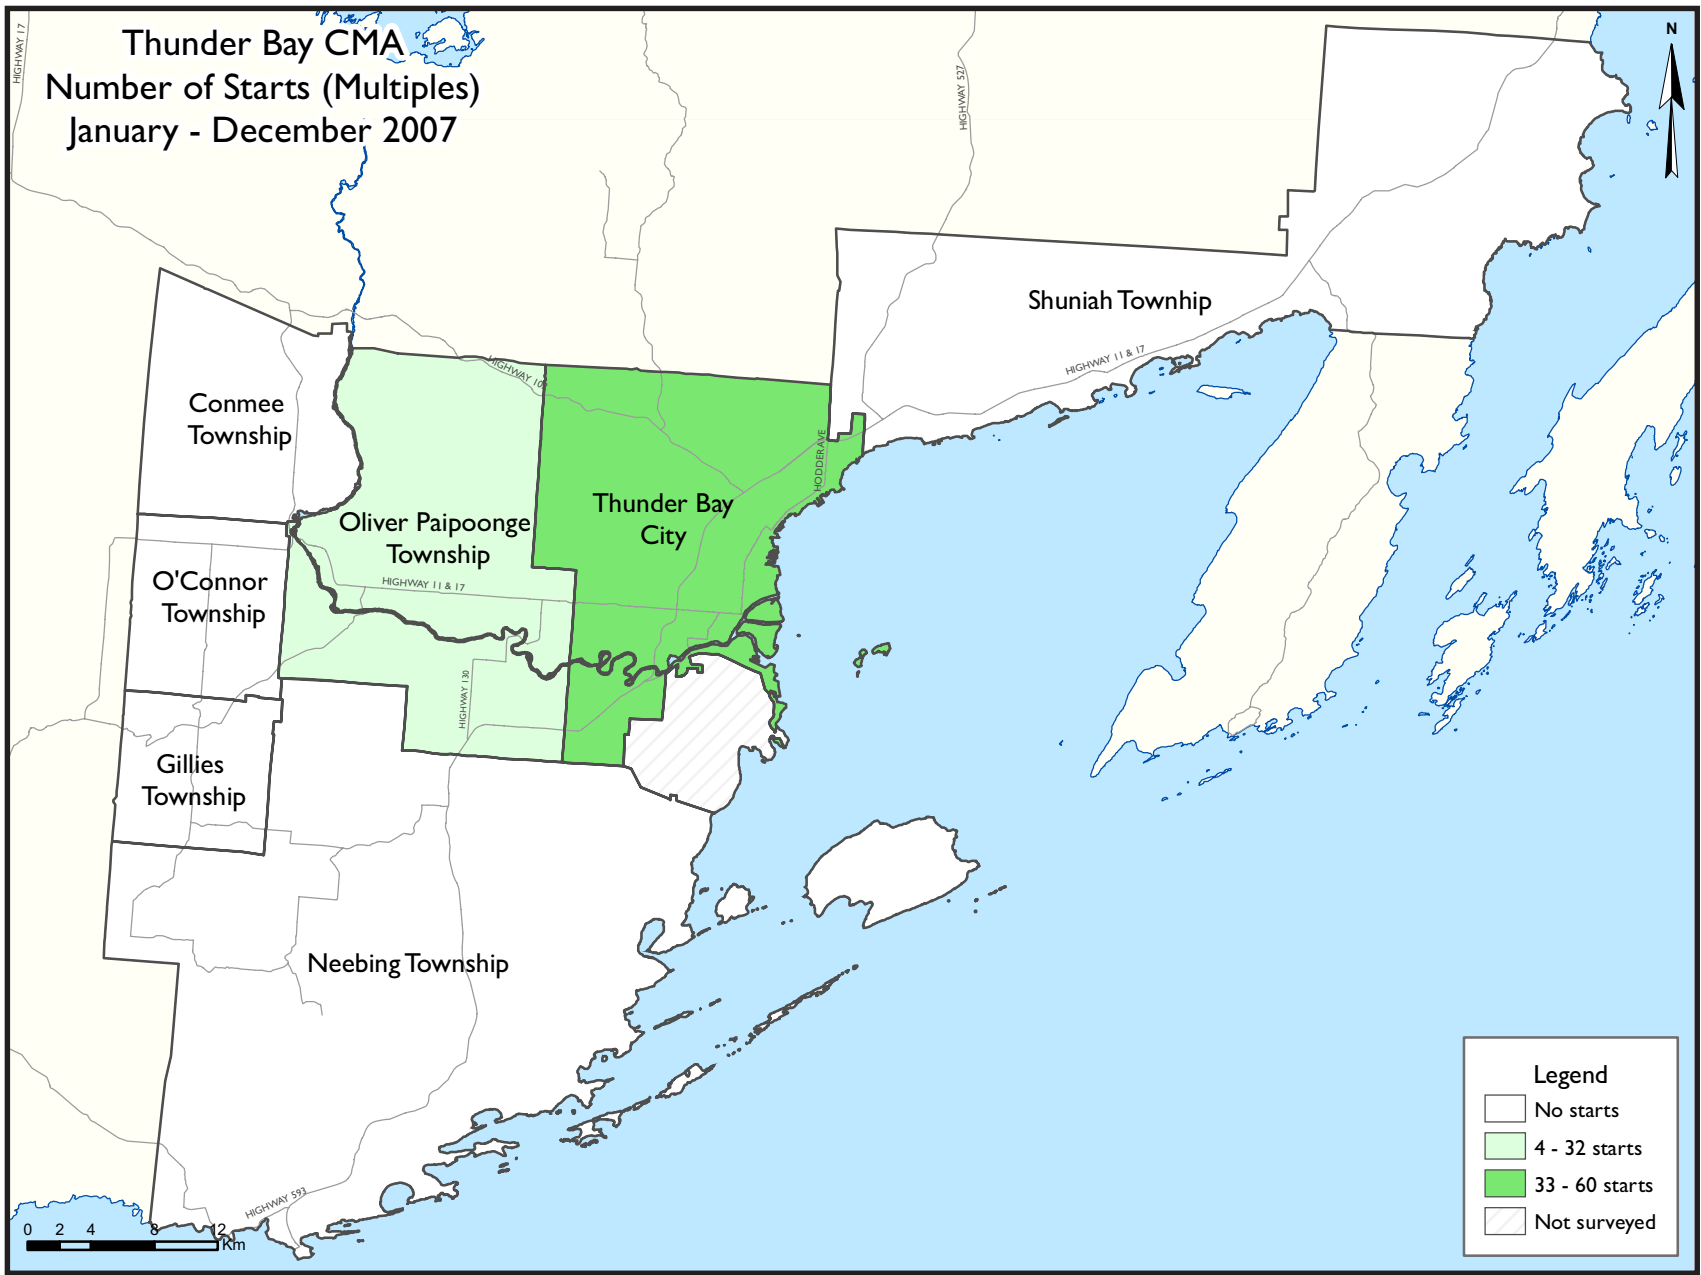 Thunder Bay CMA
Number of Starts (Multiples)
January - December 2007
HIGHWAY 17
HIGHWAY 527
N
Shuniah Townhip
HIGHWAY 11 & 17
HIGHWAY 10
Conmee
Township
HODDER AVE
Thunder Bay
City
Oliver Paipoonge
Township
HIGHWAY 11 & 17
O'Connor
Township
HIGHWAY 130
Gillies
Township
Neebing Township
HIGHWAY 593
0 2 4 8 12
Km
Legend
No starts
4 - 32 starts
33 - 60 starts
Not surveyed